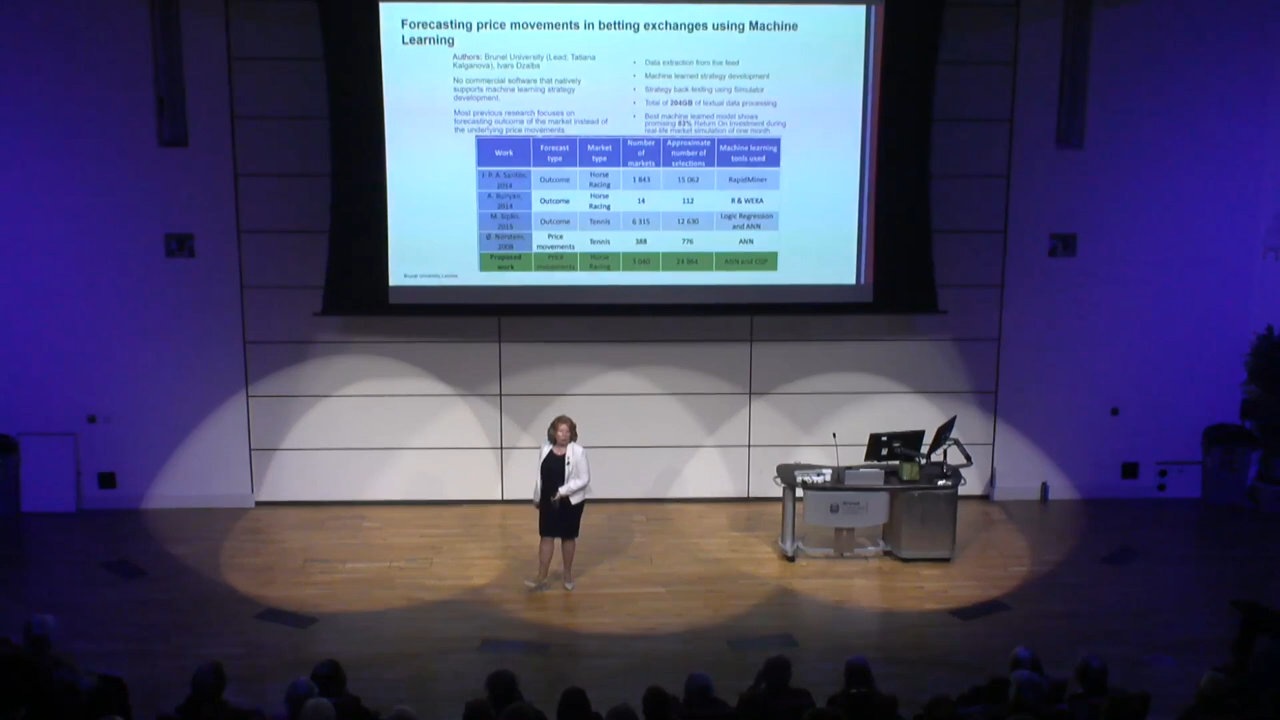 Forecasting price movements in betting exchanges using Machine
Learning
Authors: Brunel University (Lead, Tatiana
Kalganova), Ivars Dzalbs
No commercial software that natively
supports machine learning strategy
development.
Most previous research focuses on
forecasting outcome of the market instead of
the underlying price movements.
• Data extraction from live feed
• Machine learned strategy development
• Strategy back-testing using Simulator
• Total of 204GB of textual data processing
• Best machine learned model shows
promising 83% Return On Investment during
real-life market simulation of one month.
Work Forecast type Market type Number of markets Approximate number of selections Machine learning tools used
2014 Outcome Horse Racing 1 843 15 062 RapidMiner
2014 Outcome Horse Racing 14 112 R & WEKA
Outcome Tennis 6 315 12 630 Logic Regression and ANN
2008 Price movements Tennis 388 776 ANN
Proposed work Price movements Horse Racing ANN and
Brunel University London